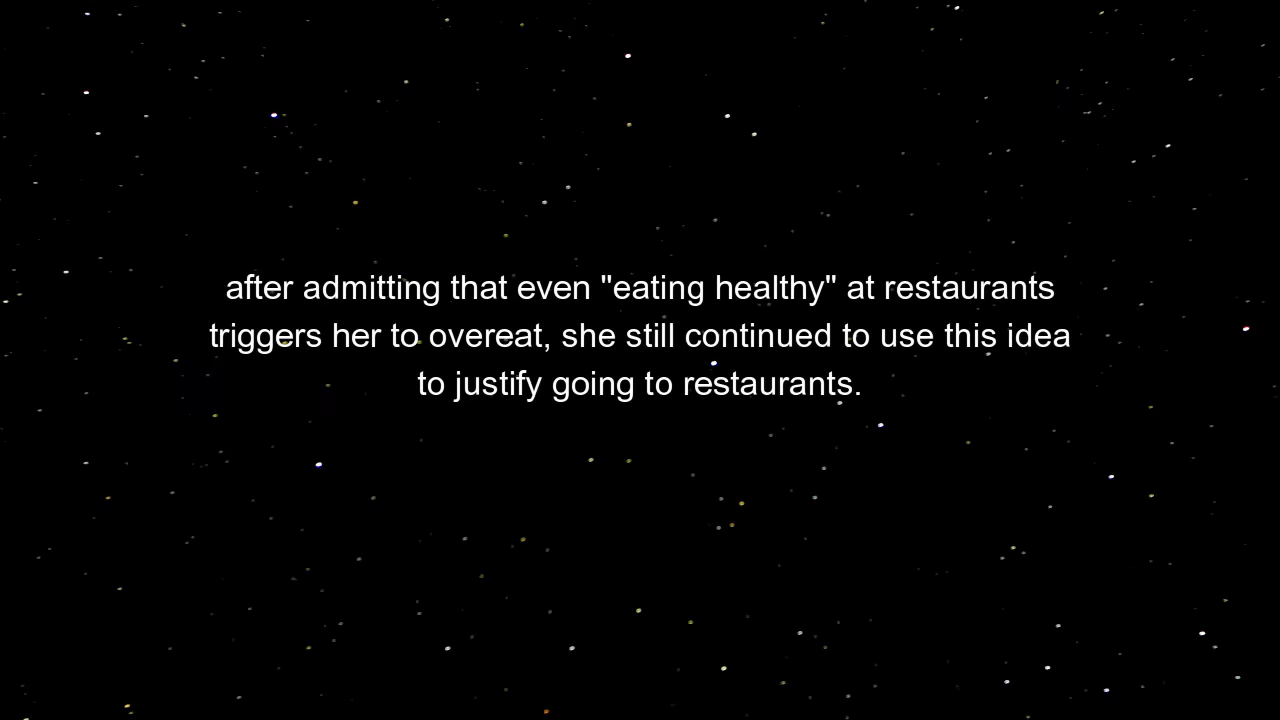 after admitting that even "eating healthy" at restaurants
triggers her to overeat, she still continued to use this idea
to justify going to restaurants.